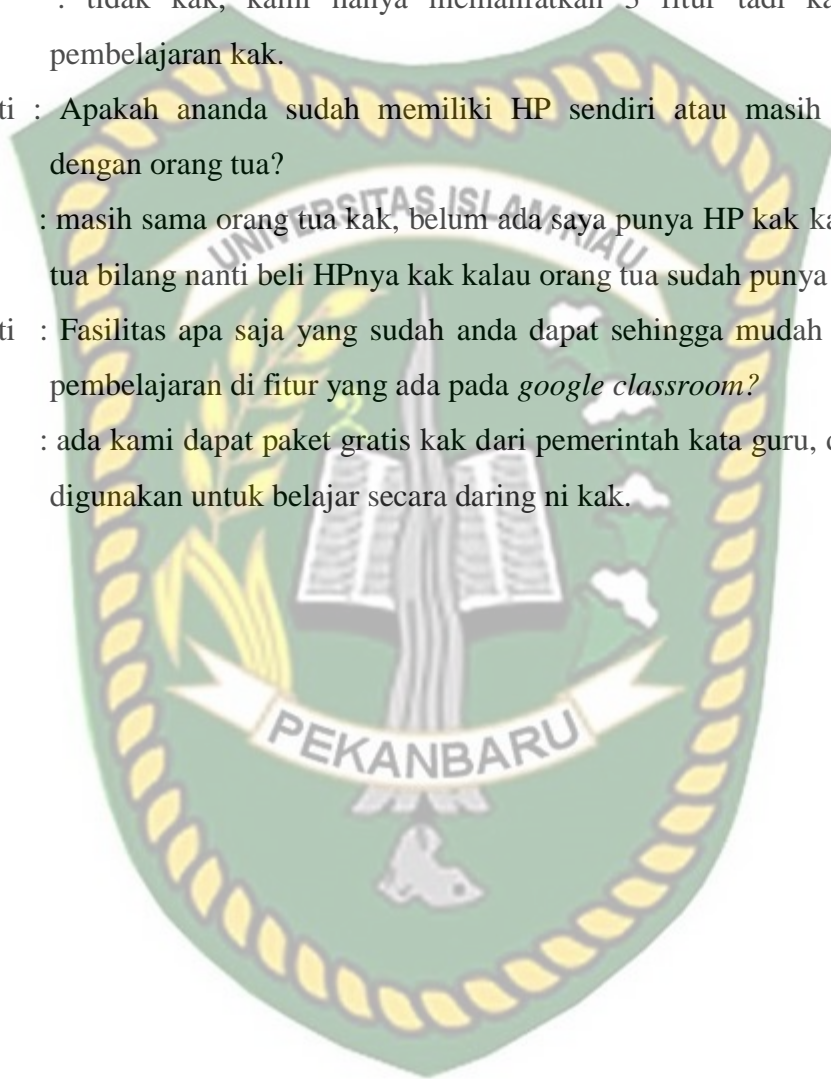 : tidak kak, kami hanya memanfatkan 3 fitur tadi
pembelajaran kak.
ti : Apakah ananda sudah memiliki HP sendiri atau masih
dengan orang tua?
: masih sama orang tua kak, belum ada saya punya HP kak
tua bilang nanti beli HPnya kak kalau orang tua sudah punya
ti : Fasilitas apa saja yang sudah anda dapat sehingga mudah
pembelajaran di fitur yang ada pada google classroom?
: ada kami dapat paket gratis kak dari pemerintah kata guru,
digunakan untuk belajar secara daring ni kak.
UNIVERSITAS ISLAM RIAU
PEKANBARU